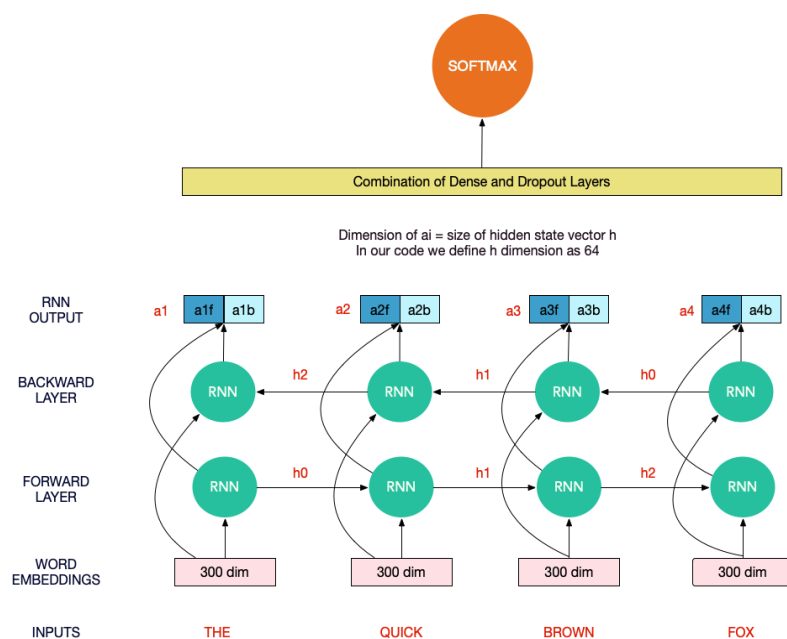 SOFTMAX
Combination of Dense and Dropout Layers
Dimension of ai = size of hidden state vector h
In our code we define h dimension as 64
RNN
OUTPUT
a1 a1f a1b a2 a2f a2b a3 a3f a3b a4 a4f a4b
BACKWARD
LAYER
RNN h2 RNN h1 RNN h0 RNN
FORWARD
LAYER
RNN h0 RNN h1 RNN h2 RNN
WORD
EMBEDDINGS
300 dim 300 dim 300 dim 300 dim
INPUTS THE QUICK BROWN FOX